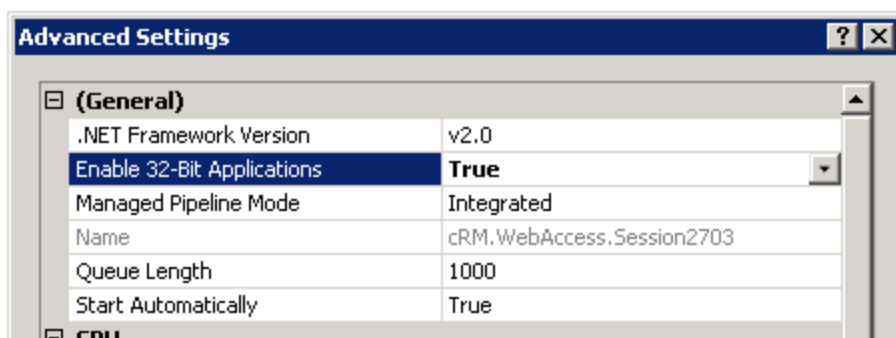 Advanced Settings
(General)
.NET Framework Version v2.0
Enable 32-Bit Applications True
Managed Pipeline Mode Integrated
Name cRM.WebAccess.Session2703
Queue Length 1000
Start Automatically True
CPU